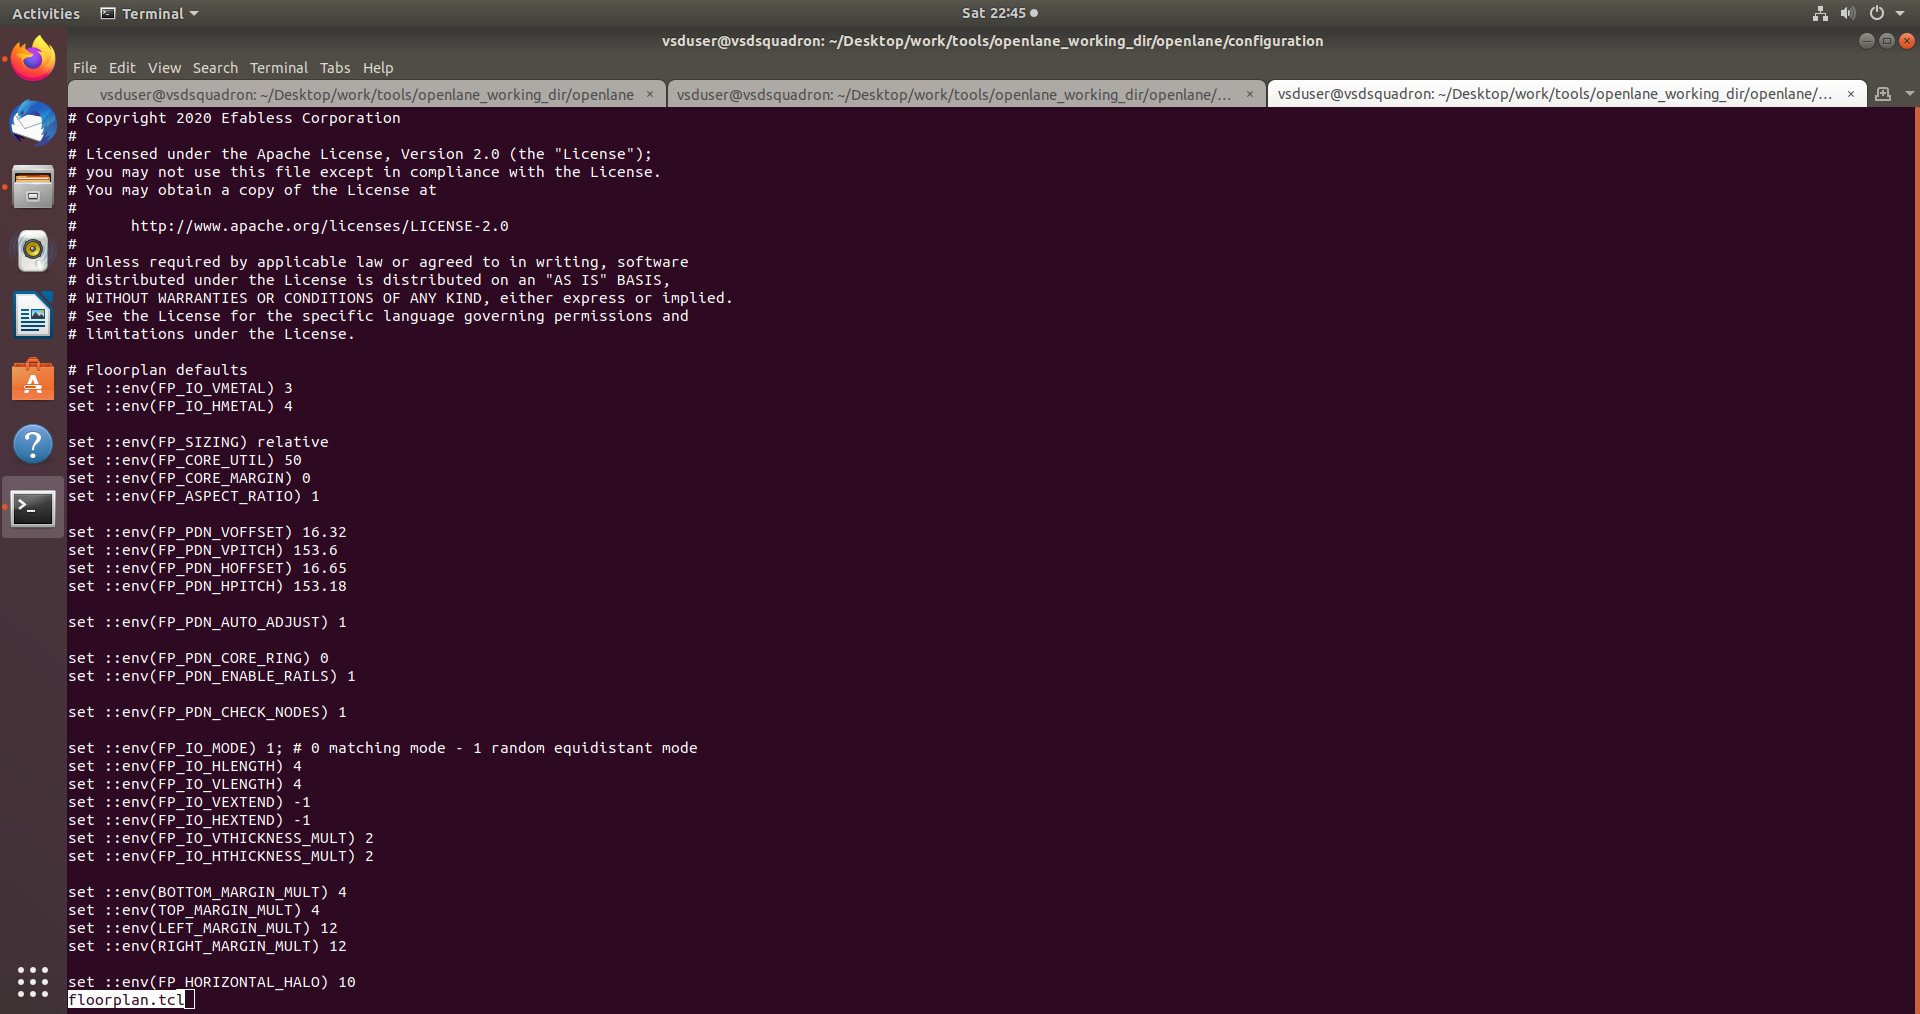 Activities
Terminal
Sat 22:45
vsduser@vsdsquadron: ~/Desktop/work/tools/openlane_working_dir/openlane/configuration
File Edit View Search Terminal Tabs Help
vsduser@vsdsquadron: ~/Desktop/work/tools/openlane_working_dir/openlane × vsduser@vsdsquadron: ~/Desktop/work/tools/openlane_working_dir/openlane/... × vsduser@vsdsquadron: ~/Desktop/work/tools/openlane_working_dir/openlane/... ×
# Copyright 2020 Efabless Corporation
#
# Licensed under the Apache License, Version 2.0 (the "License");
# you may not use this file except in compliance with the License.
# You may obtain a copy of the License at
#
#      http://www.apache.org/licenses/LICENSE-2.0
#
# Unless required by applicable law or agreed to in writing, software
# distributed under the License is distributed on an "AS IS" BASIS,
# WITHOUT WARRANTIES OR CONDITIONS OF ANY KIND, either express or implied.
# See the License for the specific language governing permissions and
# limitations under the License.
# Floorplan defaults
set ::env(FP_IO_VMETAL) 3
set ::env(FP_IO_HMETAL) 4
set ::env(FP_SIZING) relative
set ::env(FP_CORE_UTIL) 50
set ::env(FP_CORE_MARGIN) 0
set ::env(FP_ASPECT_RATIO) 1
set ::env(FP_PDN_VOFFSET) 16.32
set ::env(FP_PDN_VPITCH) 153.6
set ::env(FP_PDN_HOFFSET) 16.65
set ::env(FP_PDN_HPITCH) 153.18
set ::env(FP_PDN_AUTO_ADJUST) 1
set ::env(FP_PDN_CORE_RING) 0
set ::env(FP_PDN_ENABLE_RAILS) 1
set ::env(FP_PDN_CHECK_NODES) 1
set ::env(FP_IO_MODE) 1; # 0 matching mode - 1 random equidistant mode
set ::env(FP_IO_HLENGTH) 4
set ::env(FP_IO_VLENGTH) 4
set ::env(FP_IO_VEXTEND) -1
set ::env(FP_IO_HEXTEND) -1
set ::env(FP_IO_VTHICKNESS_MULT) 2
set ::env(FP_IO_HTHICKNESS_MULT) 2
set ::env(BOTTOM_MARGIN_MULT) 4
set ::env(TOP_MARGIN_MULT) 4
set ::env(LEFT_MARGIN_MULT) 12
set ::env(RIGHT_MARGIN_MULT) 12
set ::env(FP_HORIZONTAL_HALO) 10
floorplan.tcl